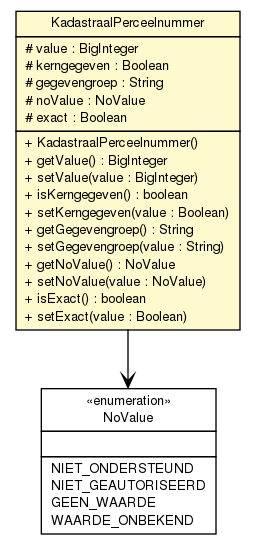 KadastraalPerceelnummer
# value : BigInteger
# kerngegeven : Boolean
# gegevengroep : String
# noValue : NoValue
# exact : Boolean
+ KadastraalPerceelnummer()
+ getValue() : BigInteger
+ setValue(value : BigInteger)
+ isKerngegeven() : boolean
+ setKerngegeven(value : Boolean)
+ getGegevengroep() : String
+ setGegevengroep(value : String)
+ getNoValue() : NoValue
+ setNoValue(value : NoValue)
+ isExact() : boolean
+ setExact(value : Boolean)
«enumeration»
NoValue
NIET_ONDERSTEUND
NIET_GEAUTORISEERD
GEEN_WAARDE
WAARDE_ONBEKEND